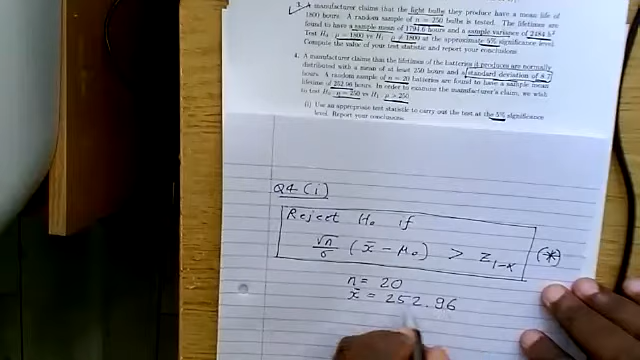 3. A manufacturer claims that the light bulbs they produce have a mean life of
1800 hours. A random sample of n = 250 bulbs is tested. The lifetimes are
found to have a sample mean of 1794.6 hours and a sample variance of 2484 h²
Test H₀ : μ = 1800 vs H₁ : μ ≠ 1800 at the appropriate 5% significance level.
Compute the value of your test statistic and report your conclusions.
4. A manufacturer claims than the lifetimes of the batteries it produces are normally
distributed with a mean of at least 250 hours and a standard deviation of 8.7
hours. A random sample of n = 20 batteries are found to have a sample mean
lifetime of 252.96 hours. In order to examine the manufacturer's claim, we wish
to test H₀ : μ = 250 vs H₁ : μ > 250
(i) Use an appropriate test statistic to carry out the test at the 5% significance
level. Report your conclusions.
Q4 (i)
Reject H₀ if
√n/σ (x̄ − μ₀) > z₁₋α (*)
n = 20
x̄ = 252.96